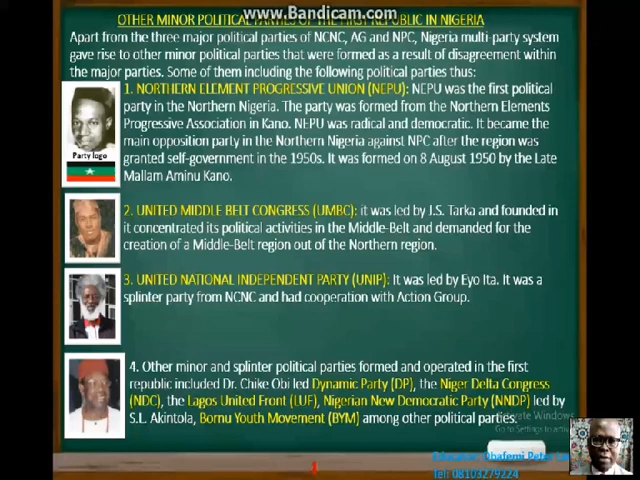 www.Bandicam.com
OTHER MINOR POLITICAL PARTIES OF THE FIRST REPUBLIC IN NIGERIA
Apart from the three major political parties of NCNC, AG and NPC, Nigeria multi-party system
gave rise to other minor political parties that were formed as a result of disagreement within
the major parties. Some of them including the following political parties thus:
1. NORTHERN ELEMENT PROGRESSIVE UNION (NEPU): NEPU was the first political
party in the Northern Nigeria. The party was formed from the Northern Elements
Progressive Association in Kano. NEPU was radical and democratic. It became the
main opposition party in the Northern Nigeria against NPC after the region was
granted self-government in the 1950s. It was formed on 8 August 1950 by the Late
Mallam Aminu Kano.
Party logo
2. UNITED MIDDLE BELT CONGRESS (UMBC): it was led by J.S. Tarka and founded in
it concentrated its political activities in the Middle-Belt and demanded for the
creation of a Middle-Belt region out of the Northern region.
3. UNITED NATIONAL INDEPENDENT PARTY (UNIP): It was led by Eyo Ita. It was a
splinter party from NCNC and had cooperation with Action Group.
4. Other minor and splinter political parties formed and operated in the first
republic included Dr. Chike Obi led Dynamic Party (DP), the Niger Delta Congress
(NDC), the Lagos United Front (LUF), Nigerian New Democratic Party (NNDP) led by
S.L. Akintola, Bornu Youth Movement (BYM) among other political parties.
Activate Windows
Go to Settings to activ
Obafemi Peter
Tel: 08103279224